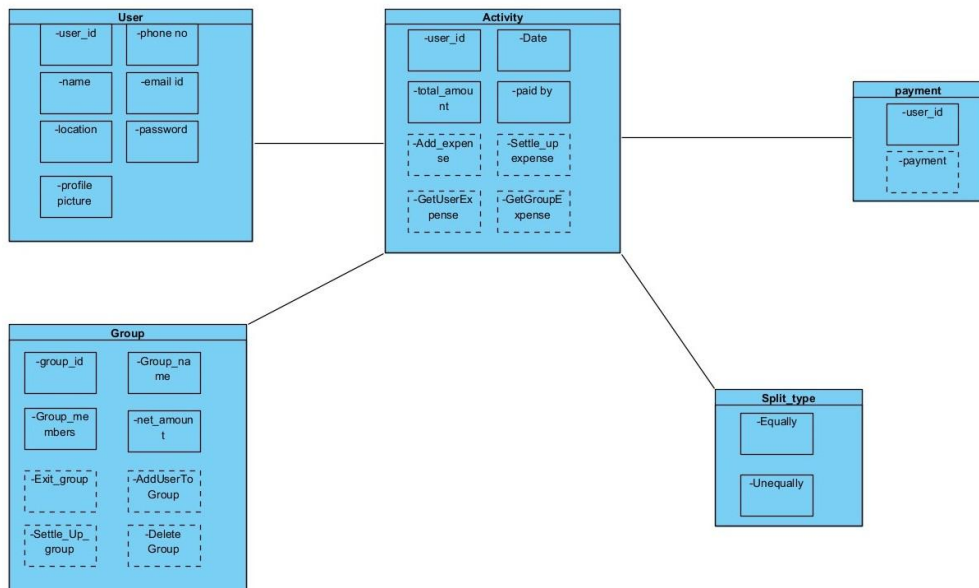 User
-user_id
-phone no
-name
-email id
-location
-password
-profile
picture
Activity
-user_id
-Date
-total_amou
nt
-paid by
-Add_expen
se
-Settle_up
expense
-GetUserEx
pense
-GetGroupE
xpense
payment
-user_id
-payment
Group
-group_id
-Group_na
me
-Group_me
mbers
-net_amoun
t
-Exit_group
-AddUserTo
Group
-Settle_Up_
group
-Delete
Group
Split_type
-Equally
-Unequally